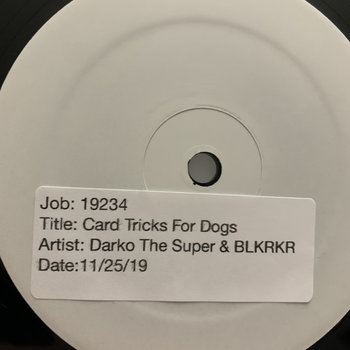 Job: 19234
Title: Card Tricks For Dogs
Artist: Darko The Super & BLKRKR
Date:11/25/19